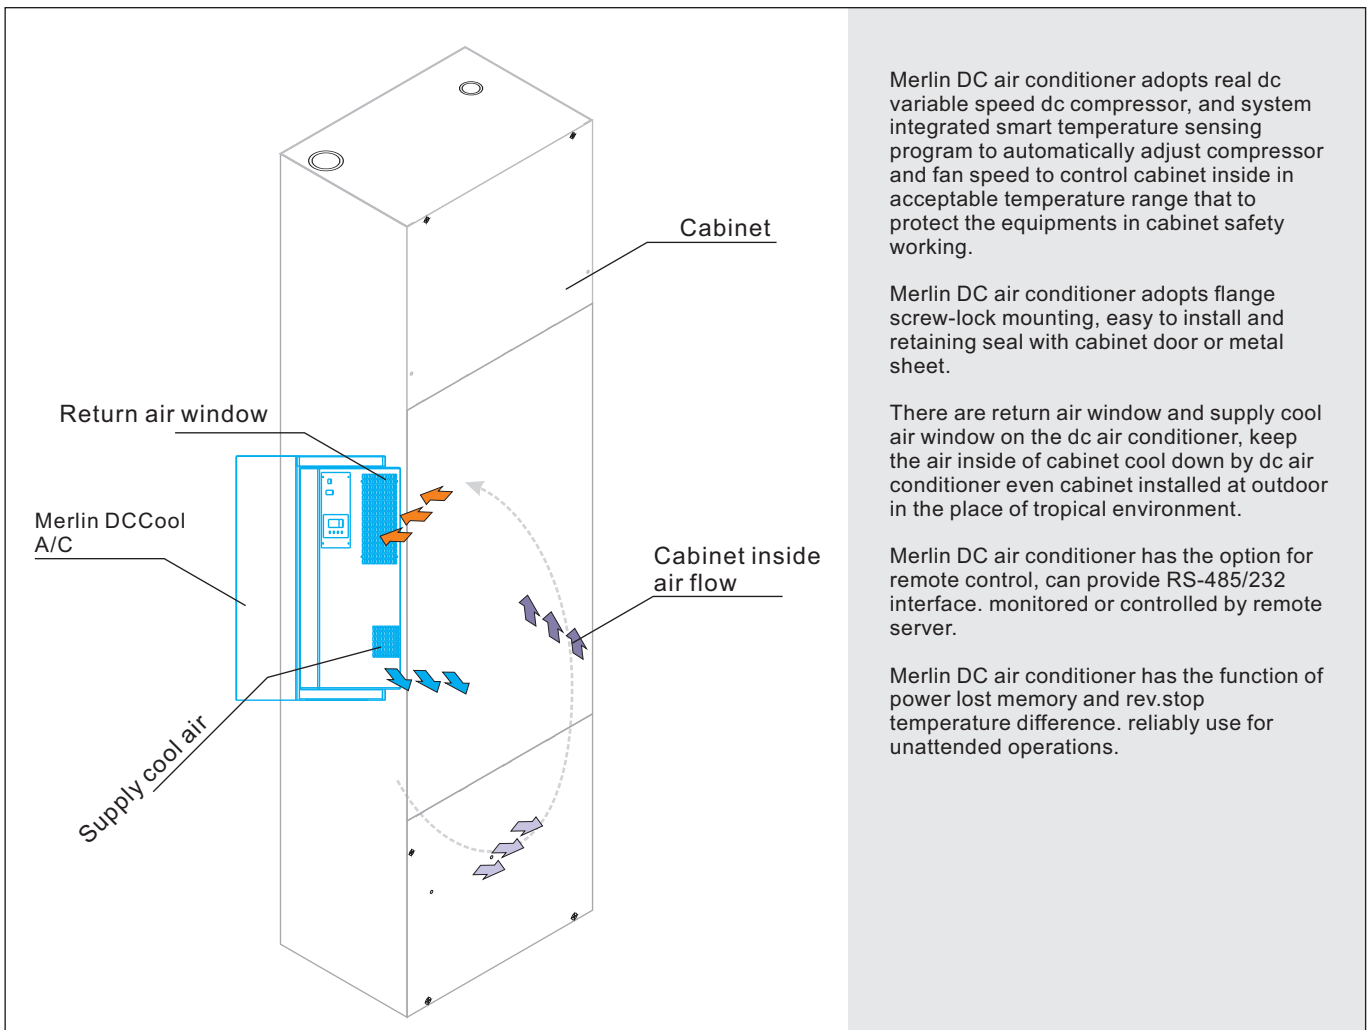 Cabinet
Return air window
Merlin DCCool
A/C
Cabinet inside
air flow
Supply cool air
Merlin DC air conditioner adopts real dc
variable speed dc compressor, and system
integrated smart temperature sensing
program to automatically adjust compressor
and fan speed to control cabinet inside in
acceptable temperature range that to
protect the equipments in cabinet safety
working.
Merlin DC air conditioner adopts flange
screw-lock mounting, easy to install and
retaining seal with cabinet door or metal
sheet.
There are return air window and supply cool
air window on the dc air conditioner, keep
the air inside of cabinet cool down by dc air
conditioner even cabinet installed at outdoor
in the place of tropical environment.
Merlin DC air conditioner has the option for
remote control, can provide RS-485/232
interface. monitored or controlled by remote
server.
Merlin DC air conditioner has the function of
power lost memory and rev.stop
temperature difference. reliably use for
unattended operations.